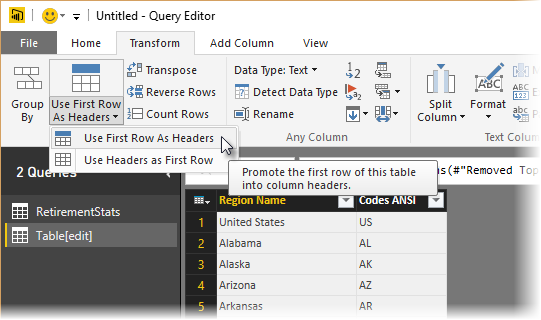 Untitled - Query Editor
File Home Transform Add Column View
Group By
Use First Row As Headers
Transpose
Reverse Rows
Count Rows
Data Type: Text
Detect Data Type
Rename
Any Column
Split Column
Format
Text Colu
Use First Row As Headers
Use Headers as First Row
Promote the first row of this table into column headers.
2 Queries
RetirementStats
Table[edit]
ns(#"Removed Top
Region Name Codes ANSI
1 United States US
2 Alabama AL
3 Alaska AK
4 Arizona AZ
5 Arkansas AR